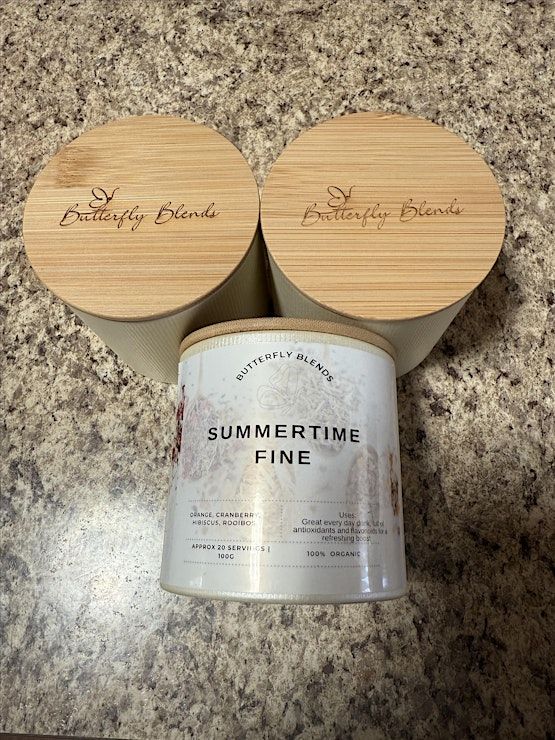 Butterfly Blends
Butterfly Blends
BUTTERFLY BLENDS
SUMMERTIME
FINE
ORANGE, CRANBERRY,
HIBISCUS, ROOIBOS
APPROX 20 SERVINGS |
100G
Uses:
Great every day drink, full of
antioxidants and flavonoids for a
refreshing boost
100% ORGANIC